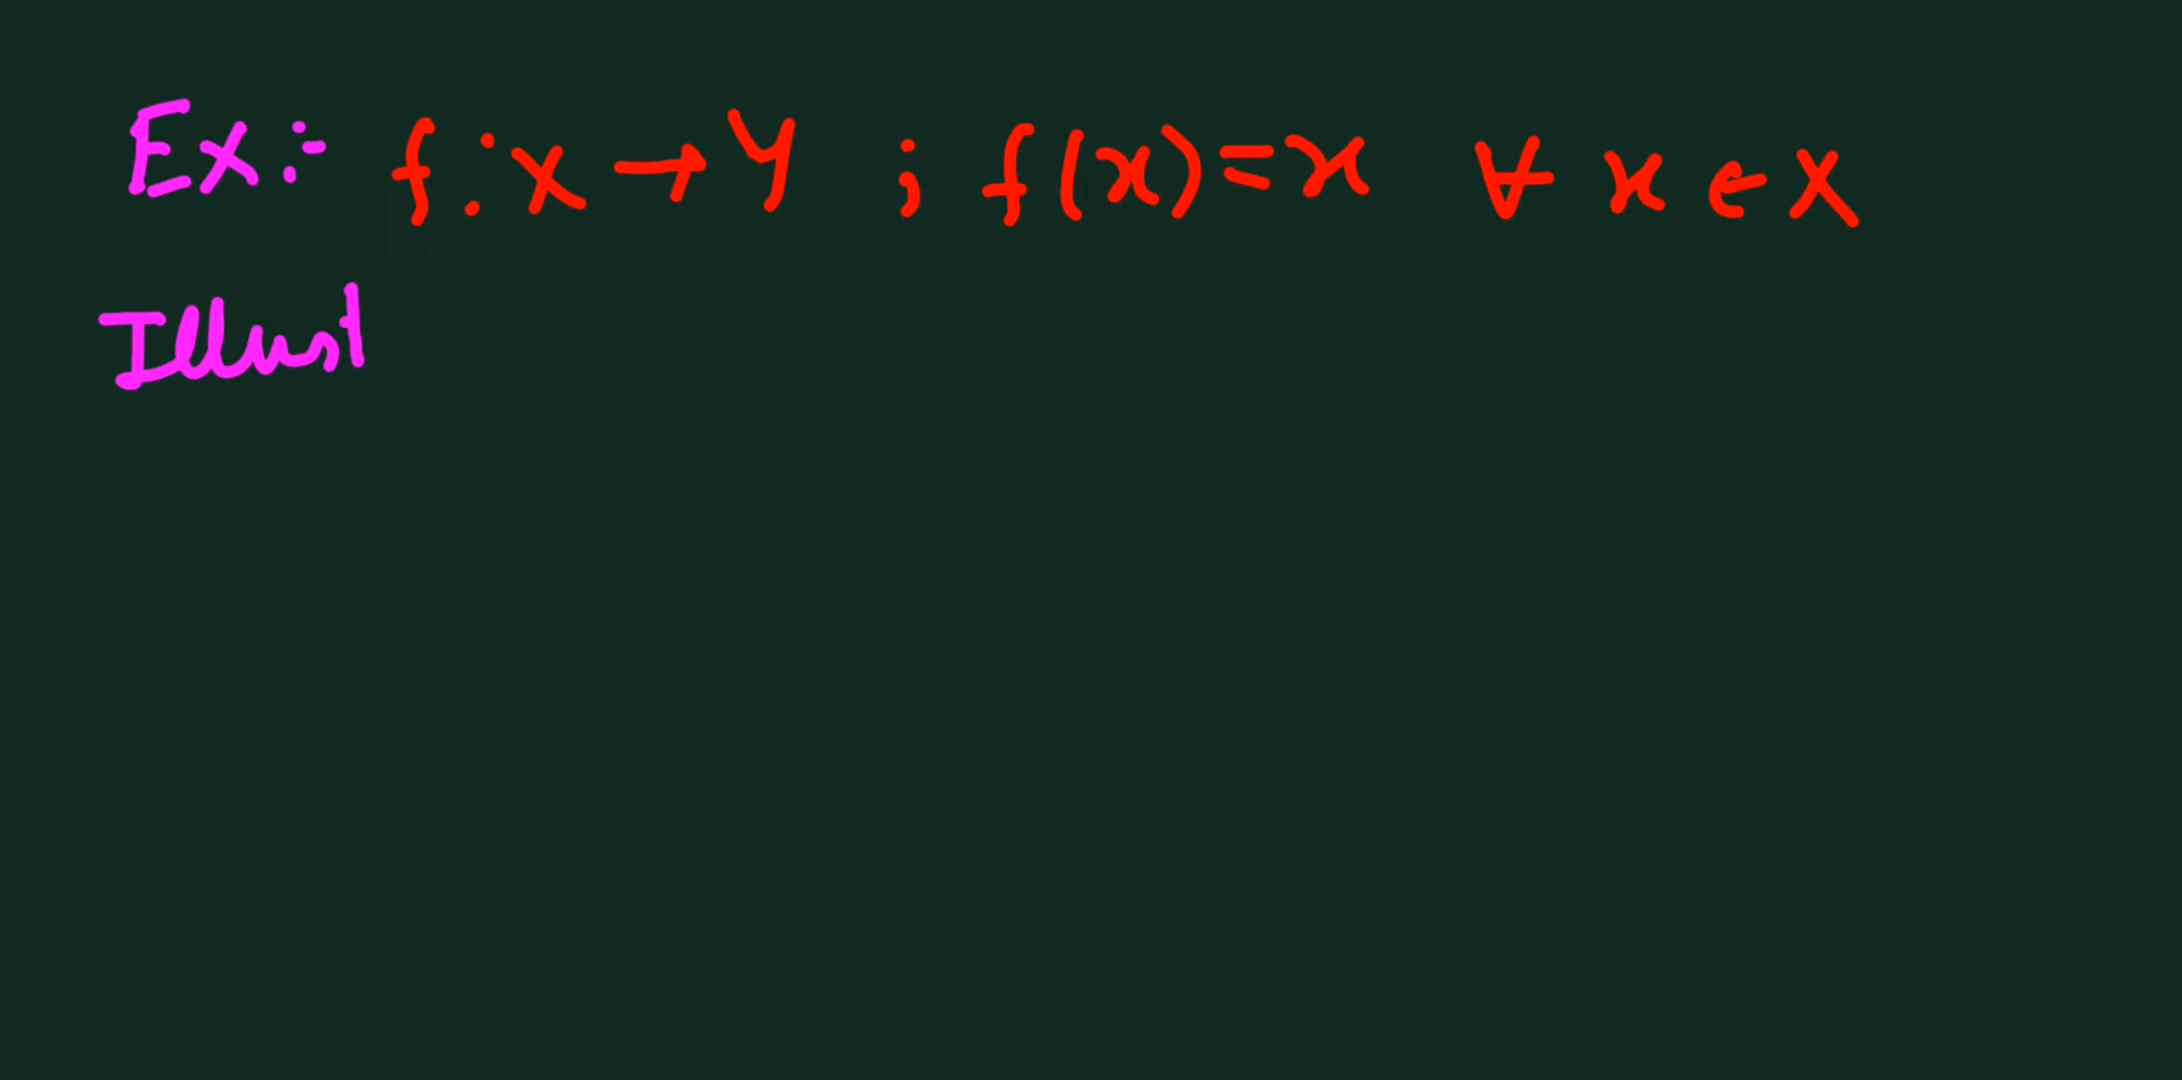 Ex:- f : X → Y ; f(x) = x ∀ x ∈ X
Illust